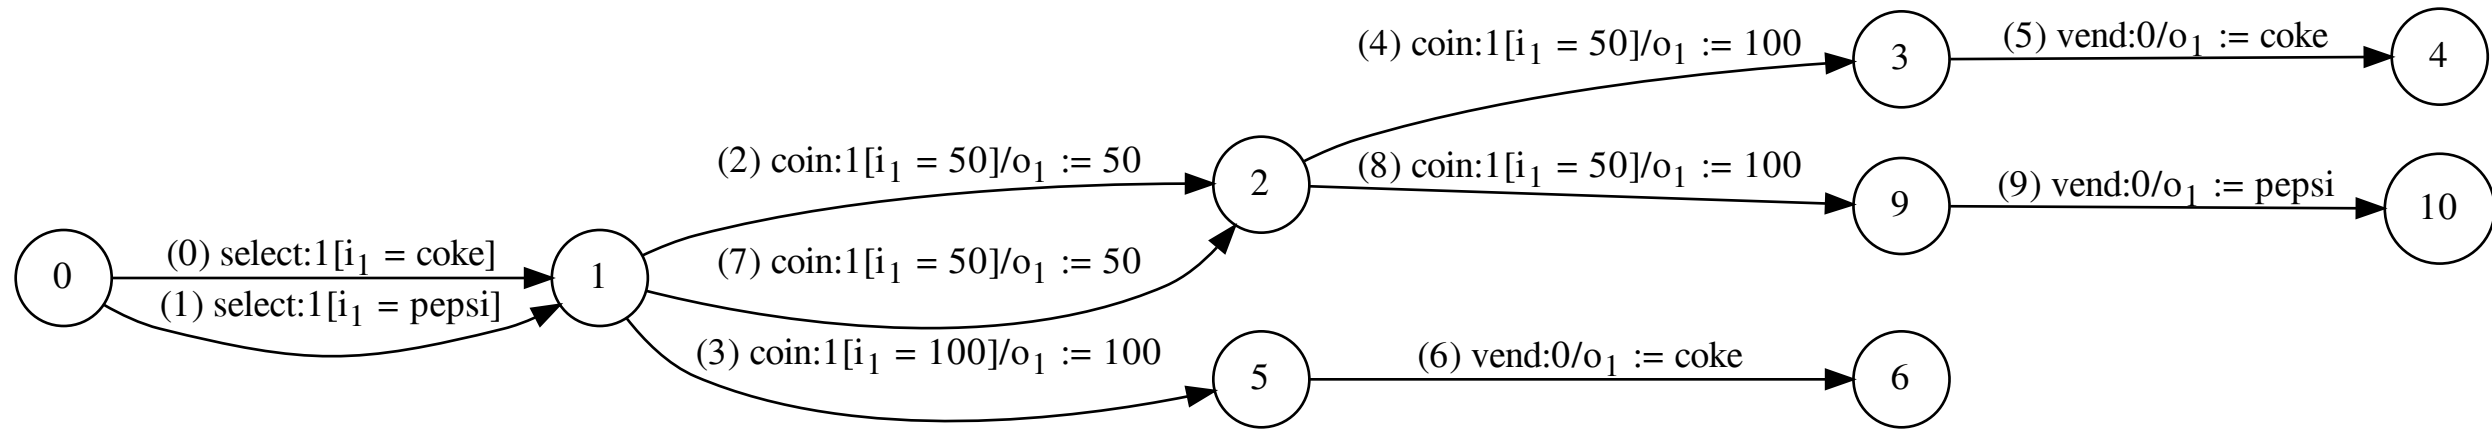 (4) coin:1[i1 = 50]/o1 := 100
3
(5) vend:0/o1 := coke
4
(2) coin:1[i1 = 50]/o1 := 50
2
(8) coin:1[i1 = 50]/o1 := 100
9
(9) vend:0/o1 := pepsi
10
0
(0) select:1[i1 = coke]
(1) select:1[i1 = pepsi]
1
(7) coin:1[i1 = 50]/o1 := 50
(3) coin:1[i1 = 100]/o1 := 100
5
(6) vend:0/o1 := coke
6